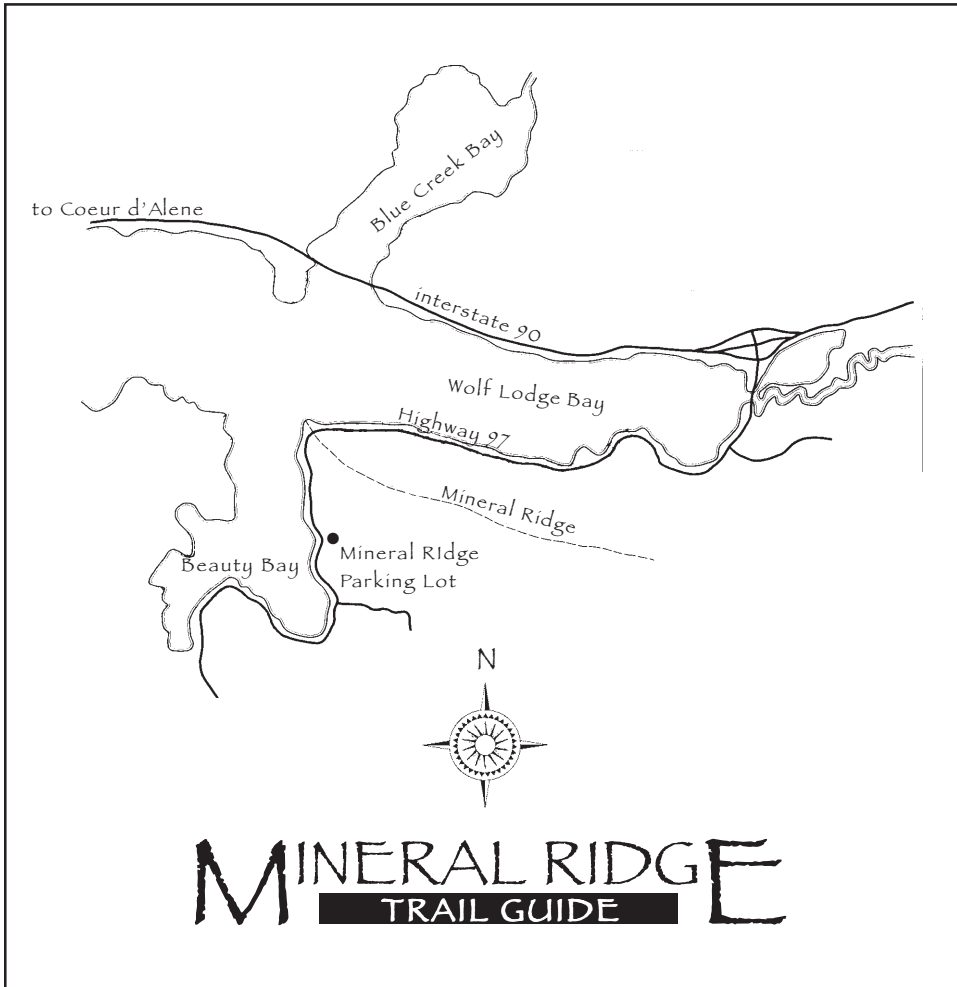 Blue Creek Bay
to Coeur d'Alene
interstate 90
Wolf Lodge Bay
Highway 97
Mineral Ridge
Mineral RIdge
Parking Lot
Beauty Bay
N
MINERAL RIDGE
TRAIL GUIDE